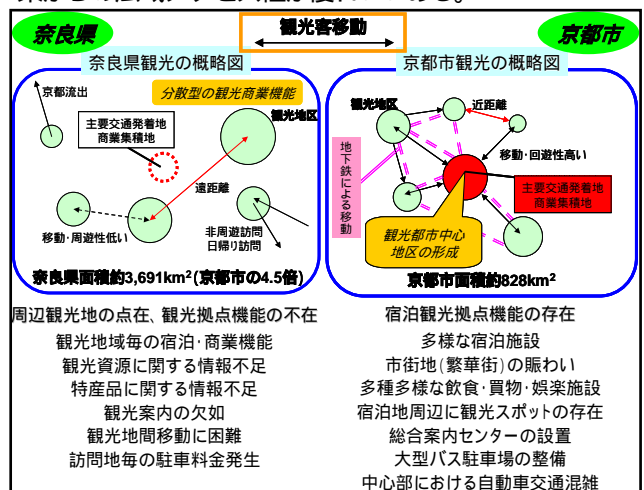 奈良県
観光客移動
京都市
奈良県観光の概略図
京都市観光の概略図
京都流出
分散型の観光商業機能
観光地区
主要交通発着地
商業集積地
遠距離
移動・周遊性低い
非周遊訪問
日帰り訪問
奈良県面積約3,691km²(京都市の4.5倍)
観光地区
近距離
地下鉄による移動
移動・回遊性高い
主要交通発着地
商業集積地
観光都市中心
地区の形成
京都市面積約828km²
周辺観光地の点在、観光拠点機能の不在
観光地域毎の宿泊・商業機能
観光資源に関する情報不足
特産品に関する情報不足
観光案内の欠如
観光地間移動に困難
訪問地毎の駐車料金発生
宿泊観光拠点機能の存在
多様な宿泊施設
市街地(繁華街)の賑わい
多種多様な飲食・買物・娯楽施設
宿泊地周辺に観光スポットの存在
総合案内センターの設置
大型バス駐車場の整備
中心部における自動車交通混雑